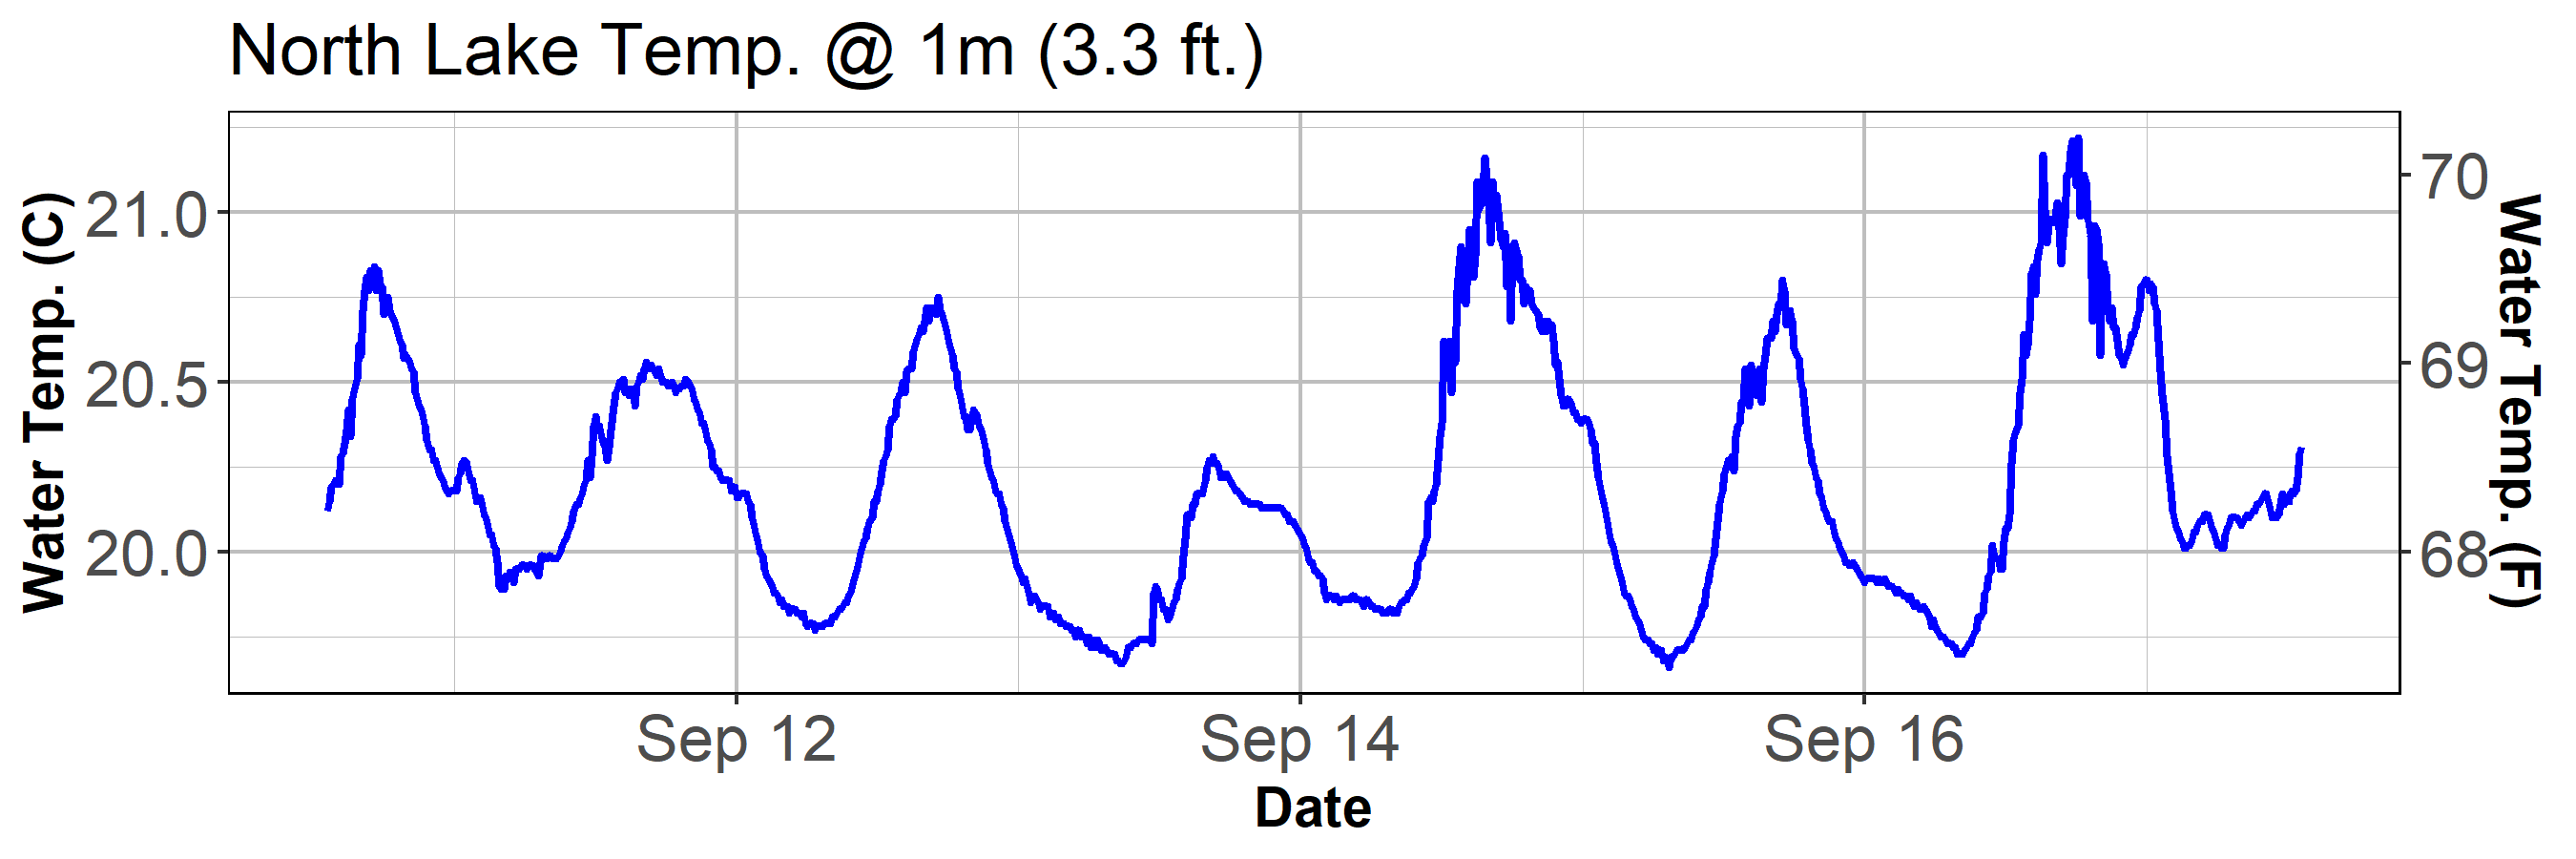 North Lake Temp. @ 1m (3.3 ft.)
Water Temp. (C)
21.0
20.5
20.0
70
69
68
Water Temp. (F)
Sep 12
Sep 14
Sep 16
Date